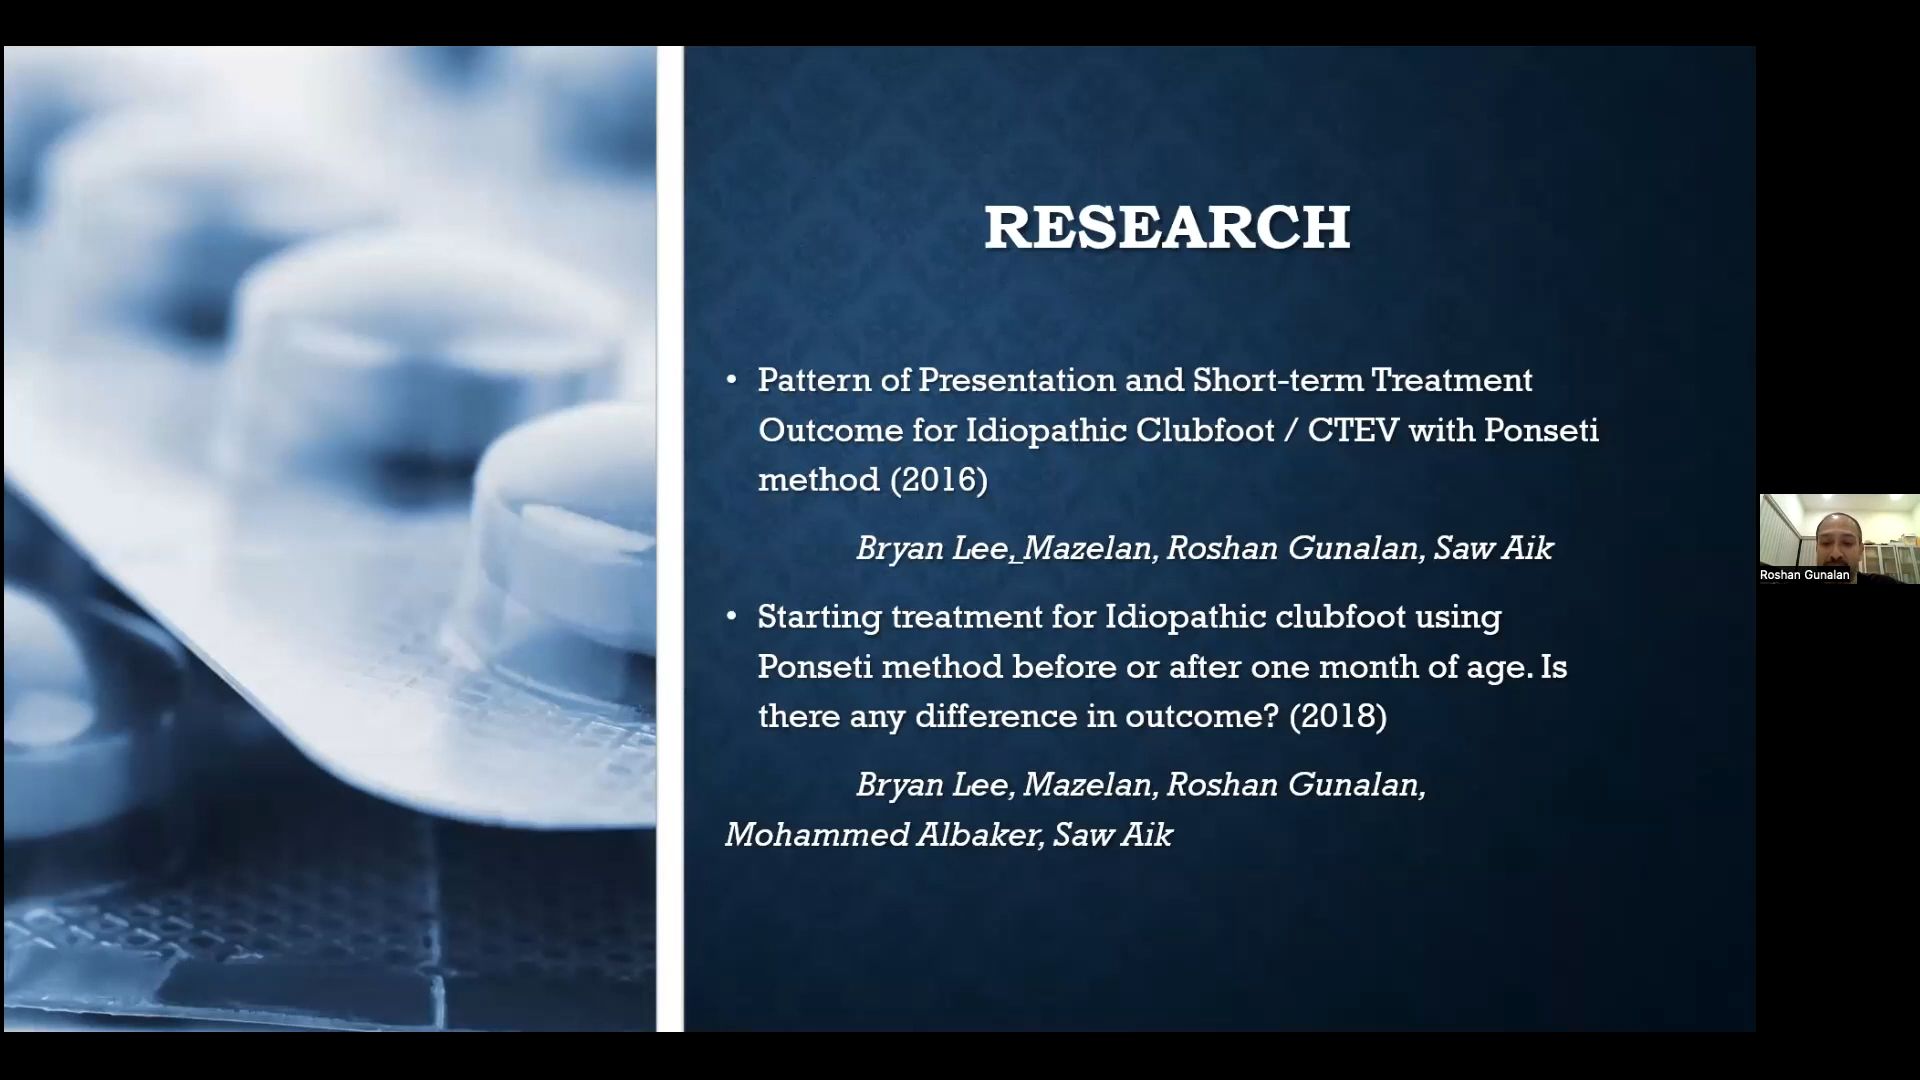 RESEARCH
• Pattern of Presentation and Short-term Treatment
Outcome for Idiopathic Clubfoot / CTEV with Ponseti
method (2016)
Bryan Lee, Mazelan, Roshan Gunalan, Saw Aik
• Starting treatment for Idiopathic clubfoot using
Ponseti method before or after one month of age. Is
there any difference in outcome? (2018)
Bryan Lee, Mazelan, Roshan Gunalan,
Mohammed Albaker, Saw Aik
Roshan Gunalan